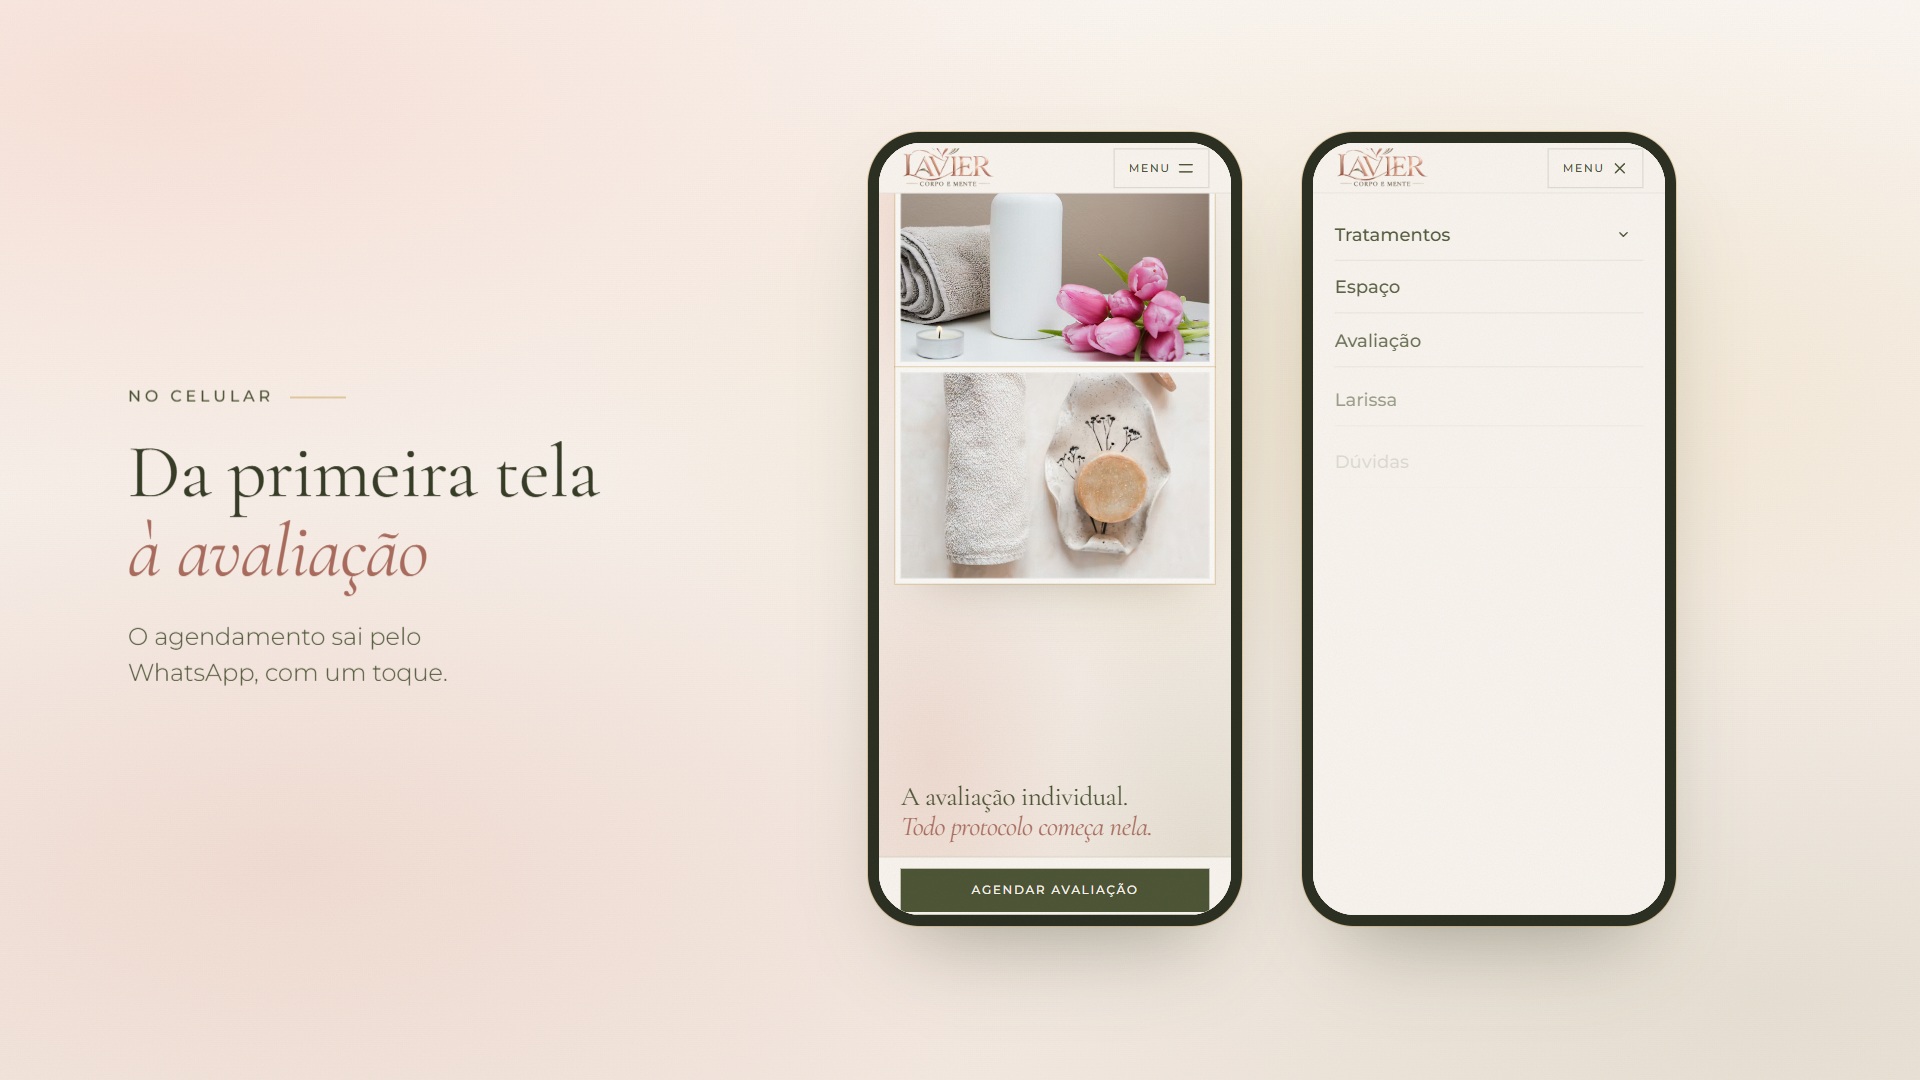 NO CELULAR
Da primeira tela
à avaliação
O agendamento sai pelo
WhatsApp, com um toque.
LAVIER
CORPO E MENTE
MENU
A avaliação individual.
Todo protocolo começa nela.
AGENDAR AVALIAÇÃO
LAVIER
CORPO E MENTE
MENU
Tratamentos
Espaço
Avaliação
Larissa
Dúvidas